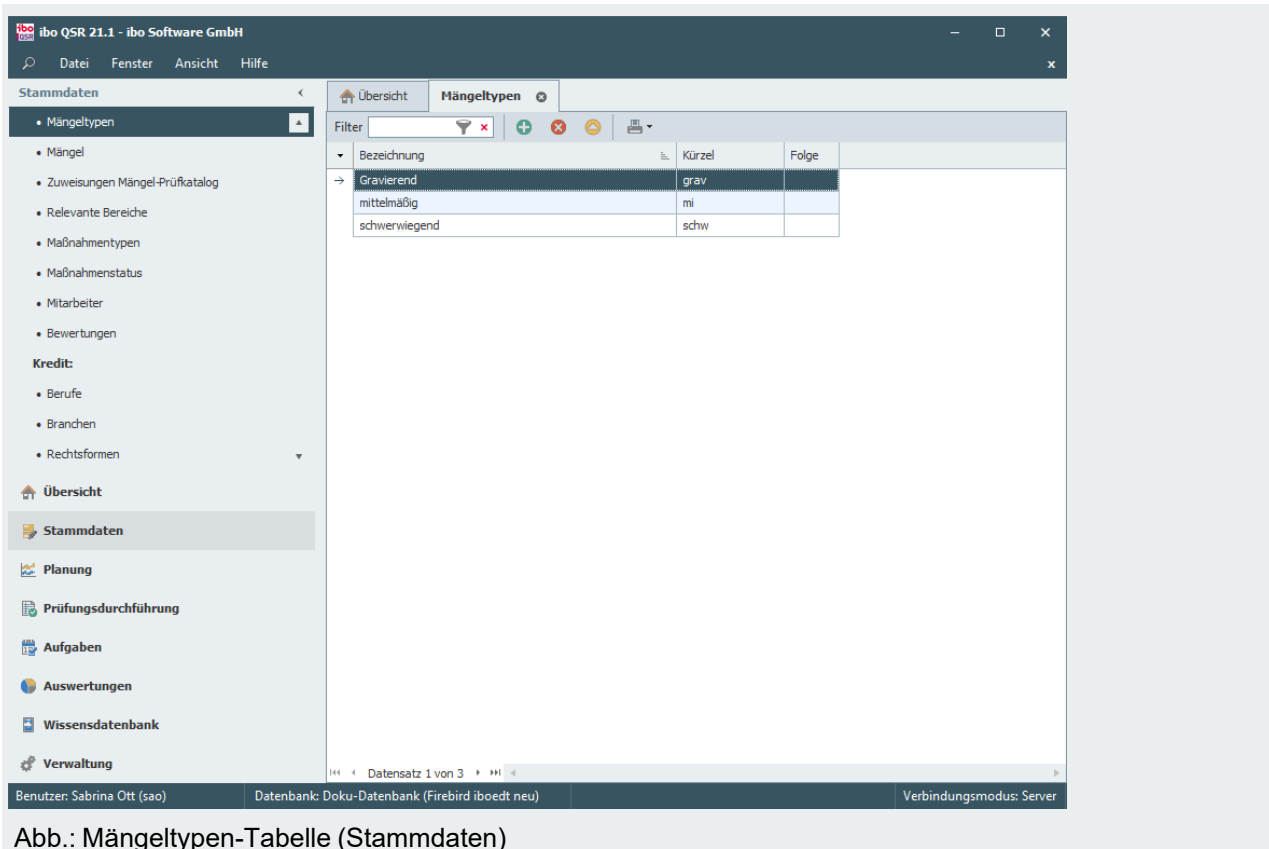 ibo QSR ibo QSR 21.1 - ibo Software GmbH
Datei Fenster Ansicht Hilfe x
Stammdaten
• Mängeltypen
• Mängel
• Zuweisungen Mängel-Prüfkatalog
• Relevante Bereiche
• Maßnahmentypen
• Maßnahmenstatus
• Mitarbeiter
• Bewertungen
Kredit:
• Berufe
• Branchen
• Rechtsformen
Übersicht
Stammdaten
Planung
Prüfungsdurchführung
Aufgaben
Auswertungen
Wissensdatenbank
Verwaltung
Übersicht Mängeltypen
Filter
Bezeichnung Kürzel Folge
Gravierend grav
mittelmäßig mi
schwerwiegend schw
Datensatz 1 von 3
Benutzer: Sabrina Ott (sao) Datenbank: Doku-Datenbank (Firebird iboedt neu) Verbindungsmodus: Server
Abb.: Mängeltypen-Tabelle (Stammdaten)